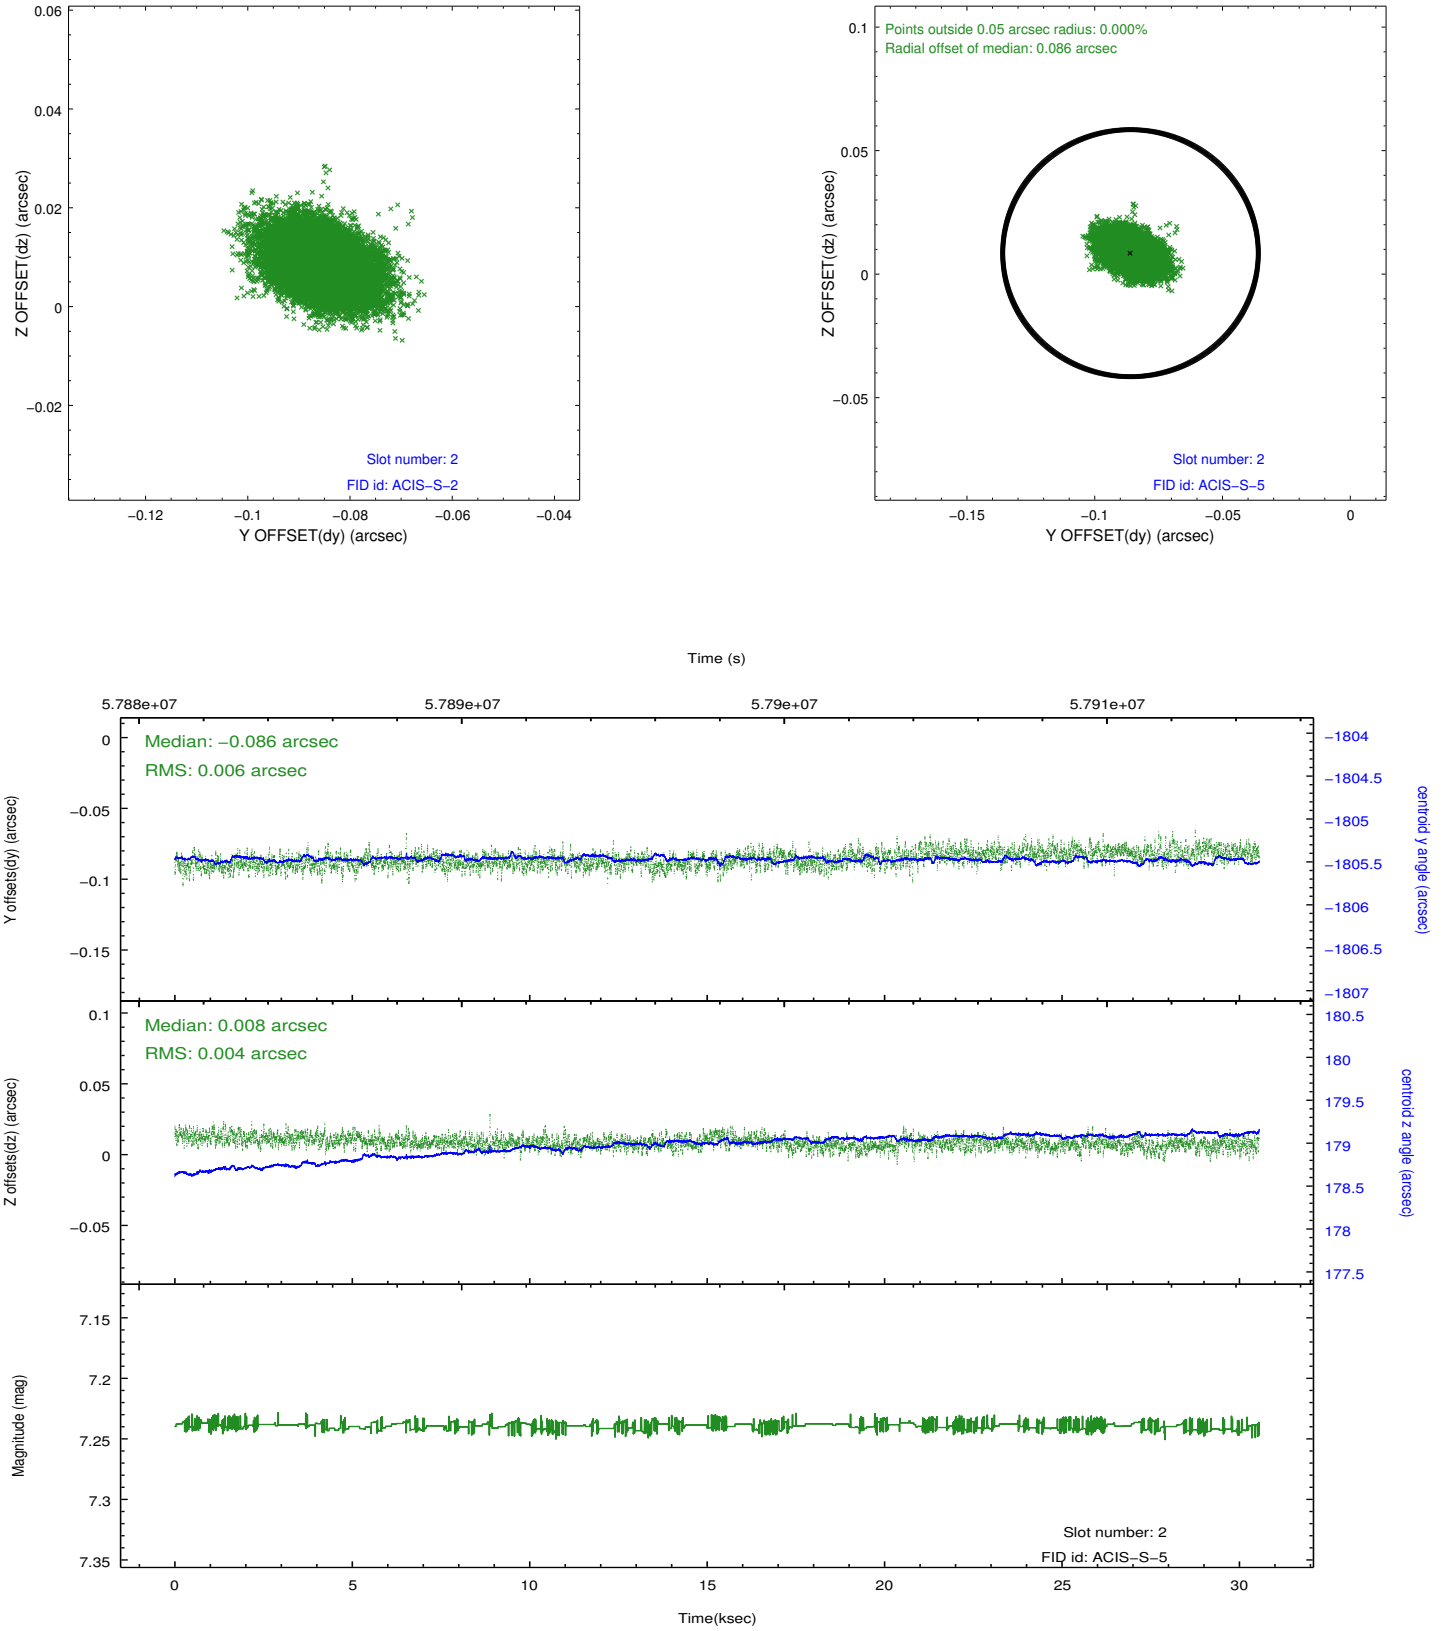 0.06
0.04
0.02
0
−0.02
Z OFFSET(dz) (arcsec)
Slot number: 2
FID id: ACIS−S−2
−0.12
−0.1
−0.08
−0.06
−0.04
Y OFFSET(dy) (arcsec)
Points outside 0.05 arcsec radius: 0.000%
Radial offset of median: 0.086 arcsec
0.1
0.05
0
−0.05
Z OFFSET(dz) (arcsec)
Slot number: 2
FID id: ACIS−S−5
−0.15
−0.1
−0.05
0
Y OFFSET(dy) (arcsec)
Time (s)
5.788e+07
5.789e+07
5.79e+07
5.791e+07
Median: −0.086 arcsec
RMS: 0.006 arcsec
0
−0.05
−0.1
−0.15
Y offsets(dy) (arcsec)
−1804
−1804.5
−1805
−1805.5
−1806
−1806.5
−1807
centroid y angle (arcsec)
Median: 0.008 arcsec
RMS: 0.004 arcsec
0.1
0.05
0
−0.05
Z offsets(dz) (arcsec)
180.5
180
179.5
179
178.5
178
177.5
centroid z angle (arcsec)
7.15
7.2
7.25
7.3
7.35
Magnitude (mag)
Slot number: 2
FID id: ACIS−S−5
0
5
10
15
20
25
30
Time(ksec)